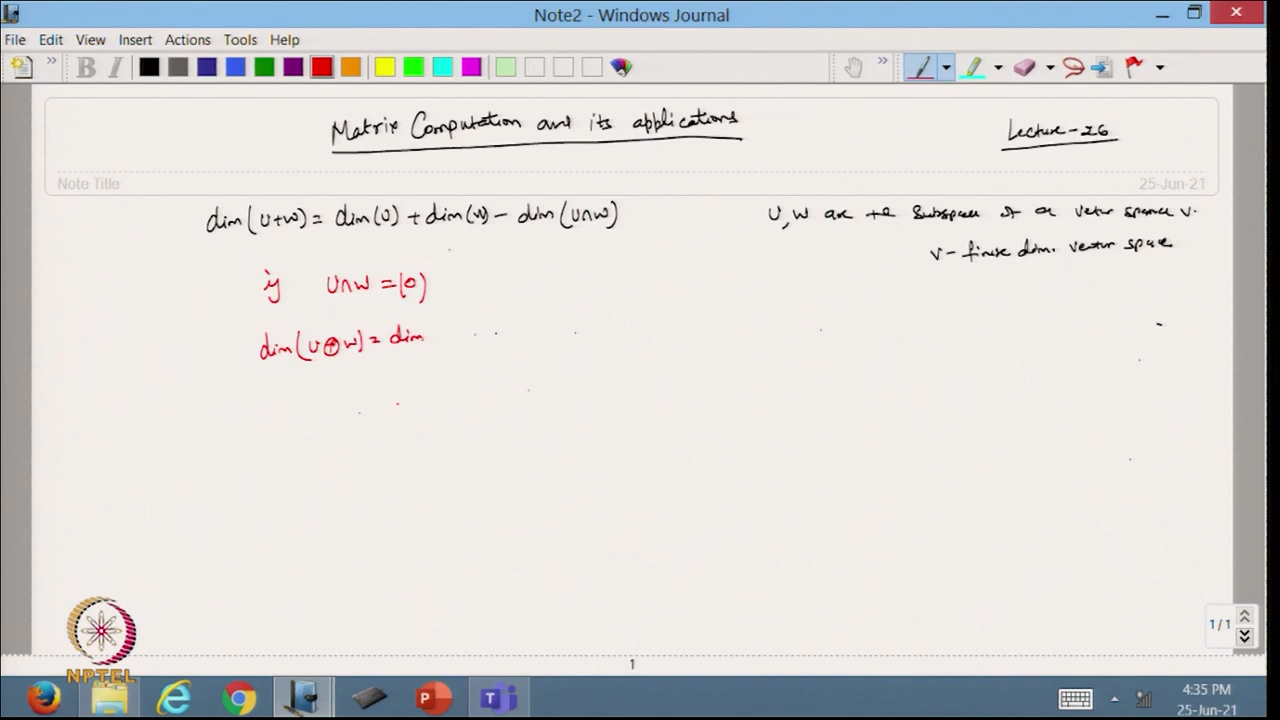 Note2 - Windows Journal
File Edit View Insert Actions Tools Help
Matrix Computation and its applications
Lecture-26
Note Title
25-Jun-21
dim(U+W) = dim(U) + dim(W) - dim(U∩W)
U, W are the Subspace of a vector space V.
V - finite dim. vector space
if U∩W = {0}
dim(U⊕W) = dim
1 / 1
NPTEL
1
4:35 PM
25-Jun-21